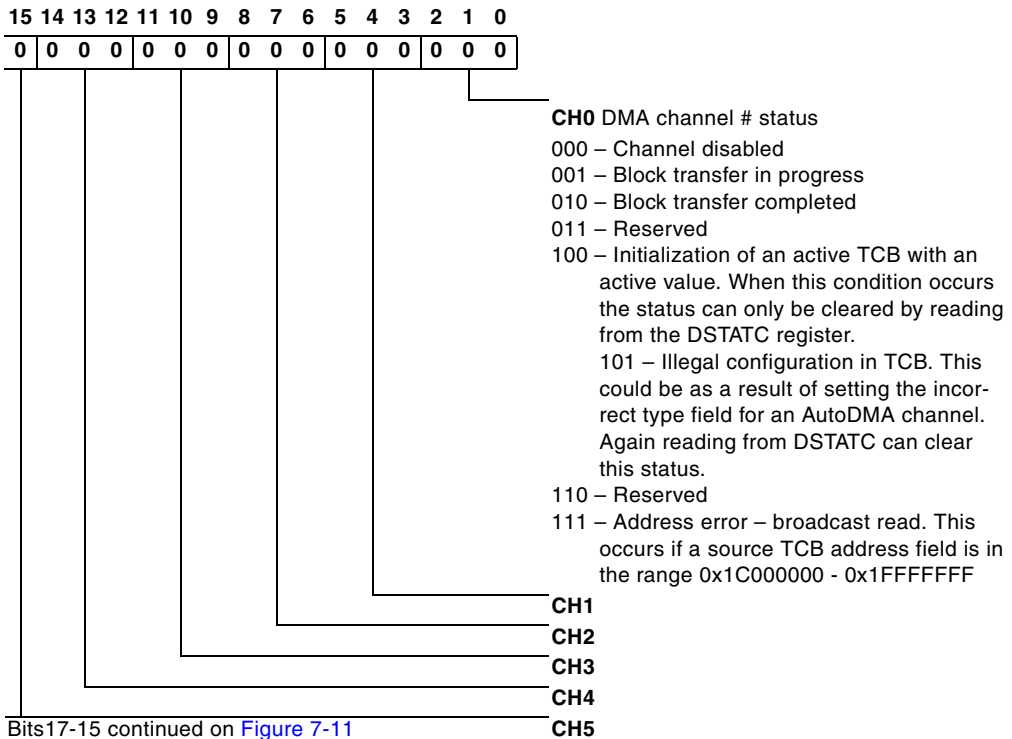 15 14 13 12 11 10 9 8 7 6 5 4 3 2 1 0
0 0 0 0 0 0 0 0 0 0 0 0 0 0 0 0
CH0 DMA channel # status
000 – Channel disabled
001 – Block transfer in progress
010 – Block transfer completed
011 – Reserved
100 – Initialization of an active TCB with an
active value. When this condition occurs
the status can only be cleared by reading
from the DSTATC register.
101 – Illegal configuration in TCB. This
could be as a result of setting the incor-
rect type field for an AutoDMA channel.
Again reading from DSTATC can clear
this status.
110 – Reserved
111 – Address error – broadcast read. This
occurs if a source TCB address field is in
the range 0x1C000000 - 0x1FFFFFFF
CH1
CH2
CH3
CH4
Bits17-15 continued on Figure 7-11 CH5